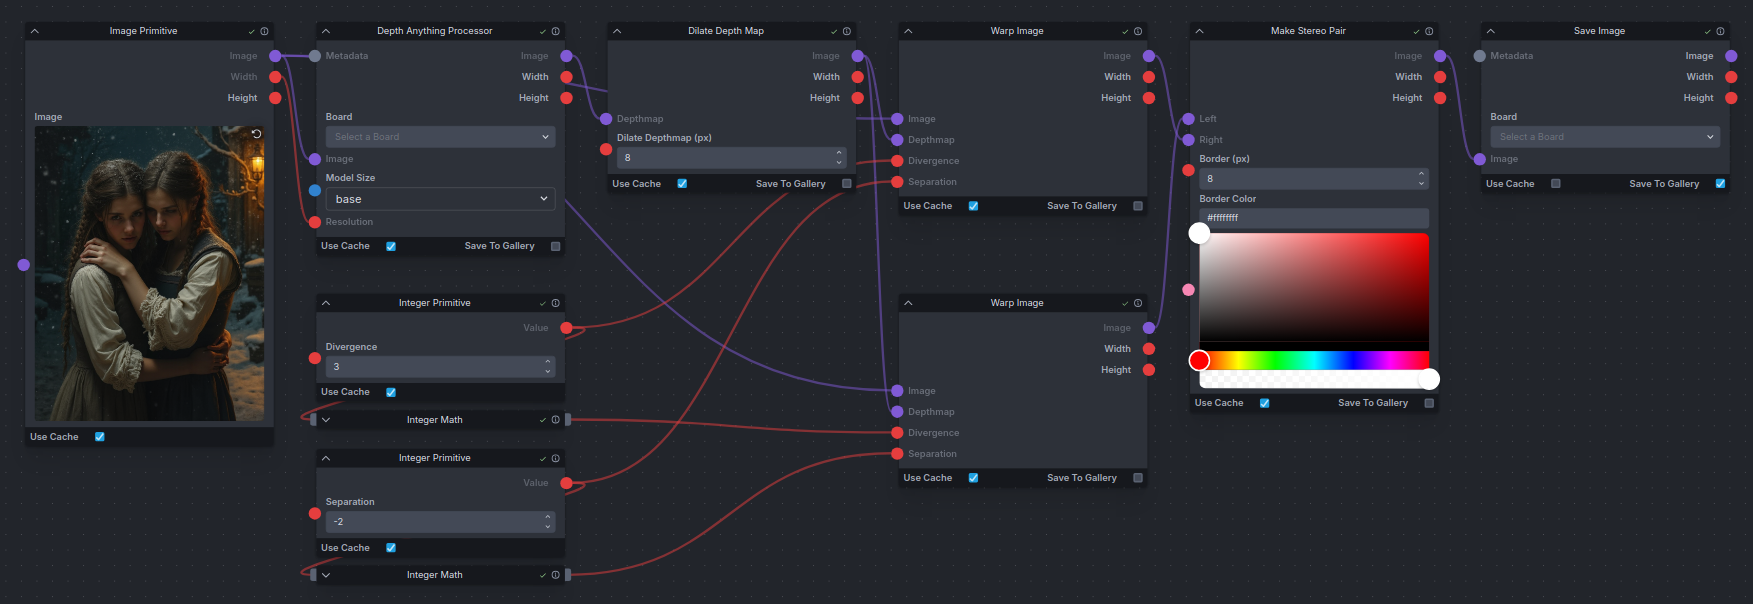 Image Primitive
Image
Width
Height
Image
Use Cache
Depth Anything Processor
Image
Metadata
Width
Height
Board
Select a Board
Image
Model Size
base
Resolution
Use Cache
Save To Gallery
Integer Primitive
Value
Divergence
3
Use Cache
Integer Math
Integer Primitive
Value
Separation
-2
Use Cache
Integer Math
Dilate Depth Map
Image
Width
Height
Depthmap
Dilate Depthmap (px)
8
Use Cache
Save To Gallery
Warp Image
Image
Width
Height
Image
Depthmap
Divergence
Separation
Use Cache
Save To Gallery
Warp Image
Image
Width
Height
Image
Depthmap
Divergence
Separation
Use Cache
Save To Gallery
Make Stereo Pair
Image
Width
Height
Left
Right
Border (px)
8
Border Color
#ffffffff
Use Cache
Save To Gallery
Save Image
Metadata
Image
Width
Height
Board
Select a Board
Image
Use Cache
Save To Gallery